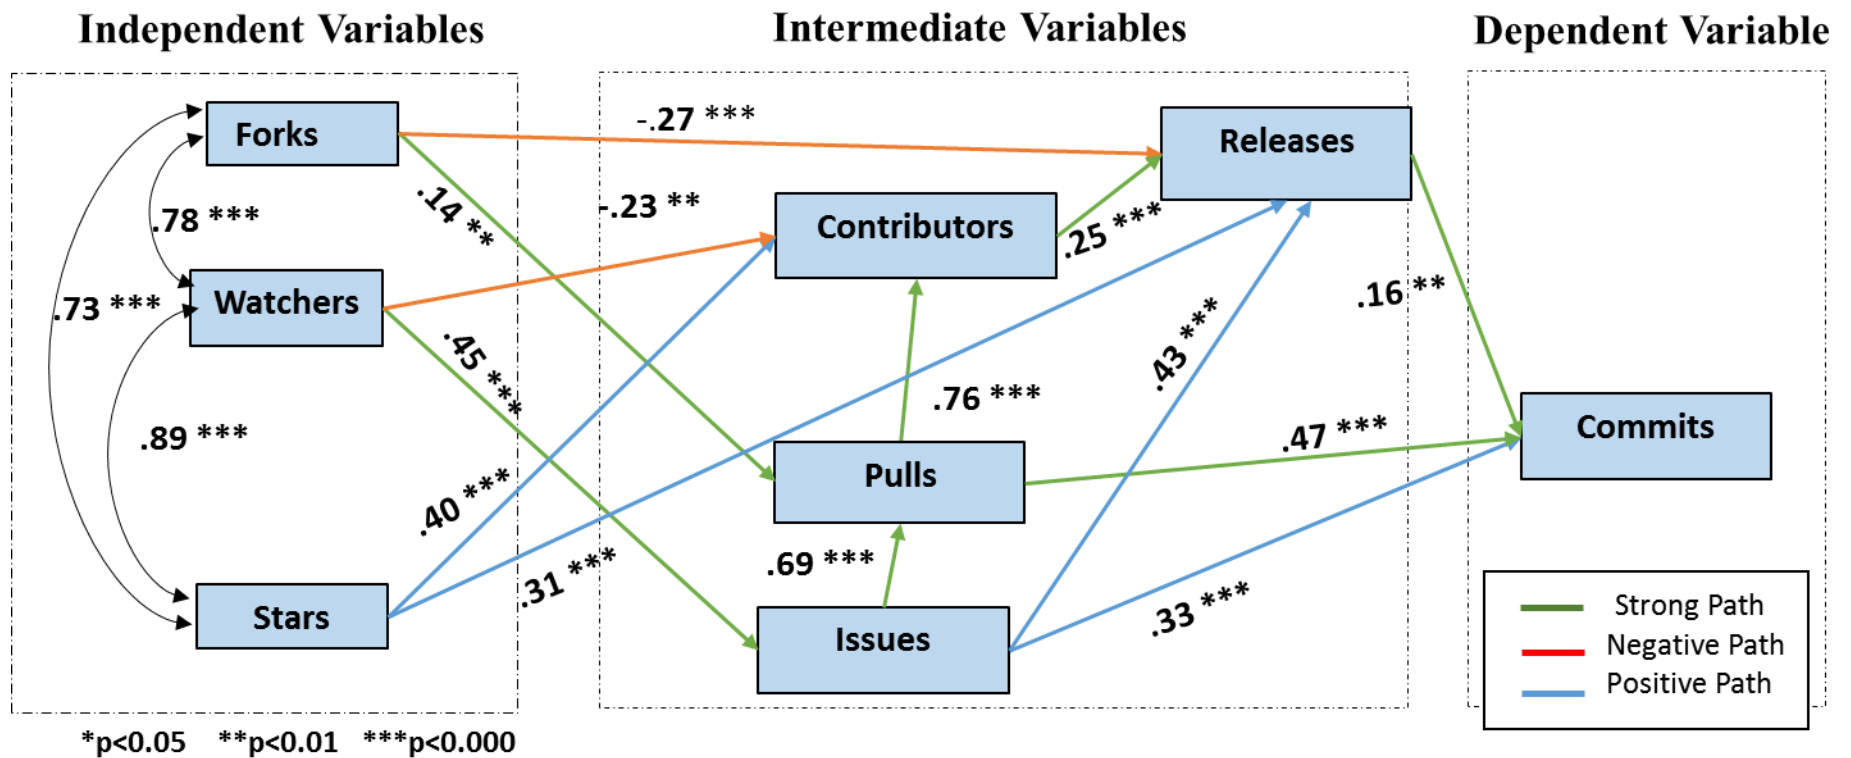 Independent Variables
Intermediate Variables
Dependent Variable
Forks
-.27 ***
Releases
.14 **
-.23 **
Contributors
.25 ***
.78 ***
Watchers
.73 ***
.16 **
.45 ***
.43 ***
.76 ***
.89 ***
.47 ***
Commits
.40 ***
Pulls
.69 ***
.31 ***
.33 ***
Stars
Issues
Strong Path
Negative Path
Positive Path
*p<0.05 **p<0.01 ***p<0.000